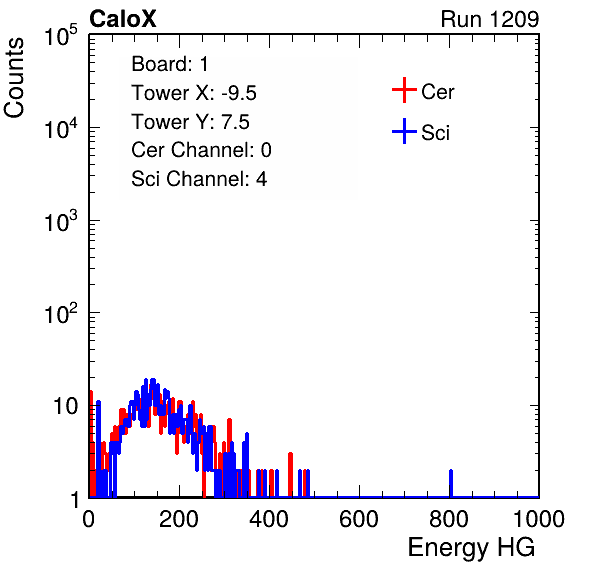 CaloX Run 1209
Counts
Board: 1
Tower X: -9.5
Tower Y: 7.5
Cer Channel: 0
Sci Channel: 4
Cer
Sci
10^5
10^4
10^3
10^2
10
1
0 200 400 600 800 1000
Energy HG